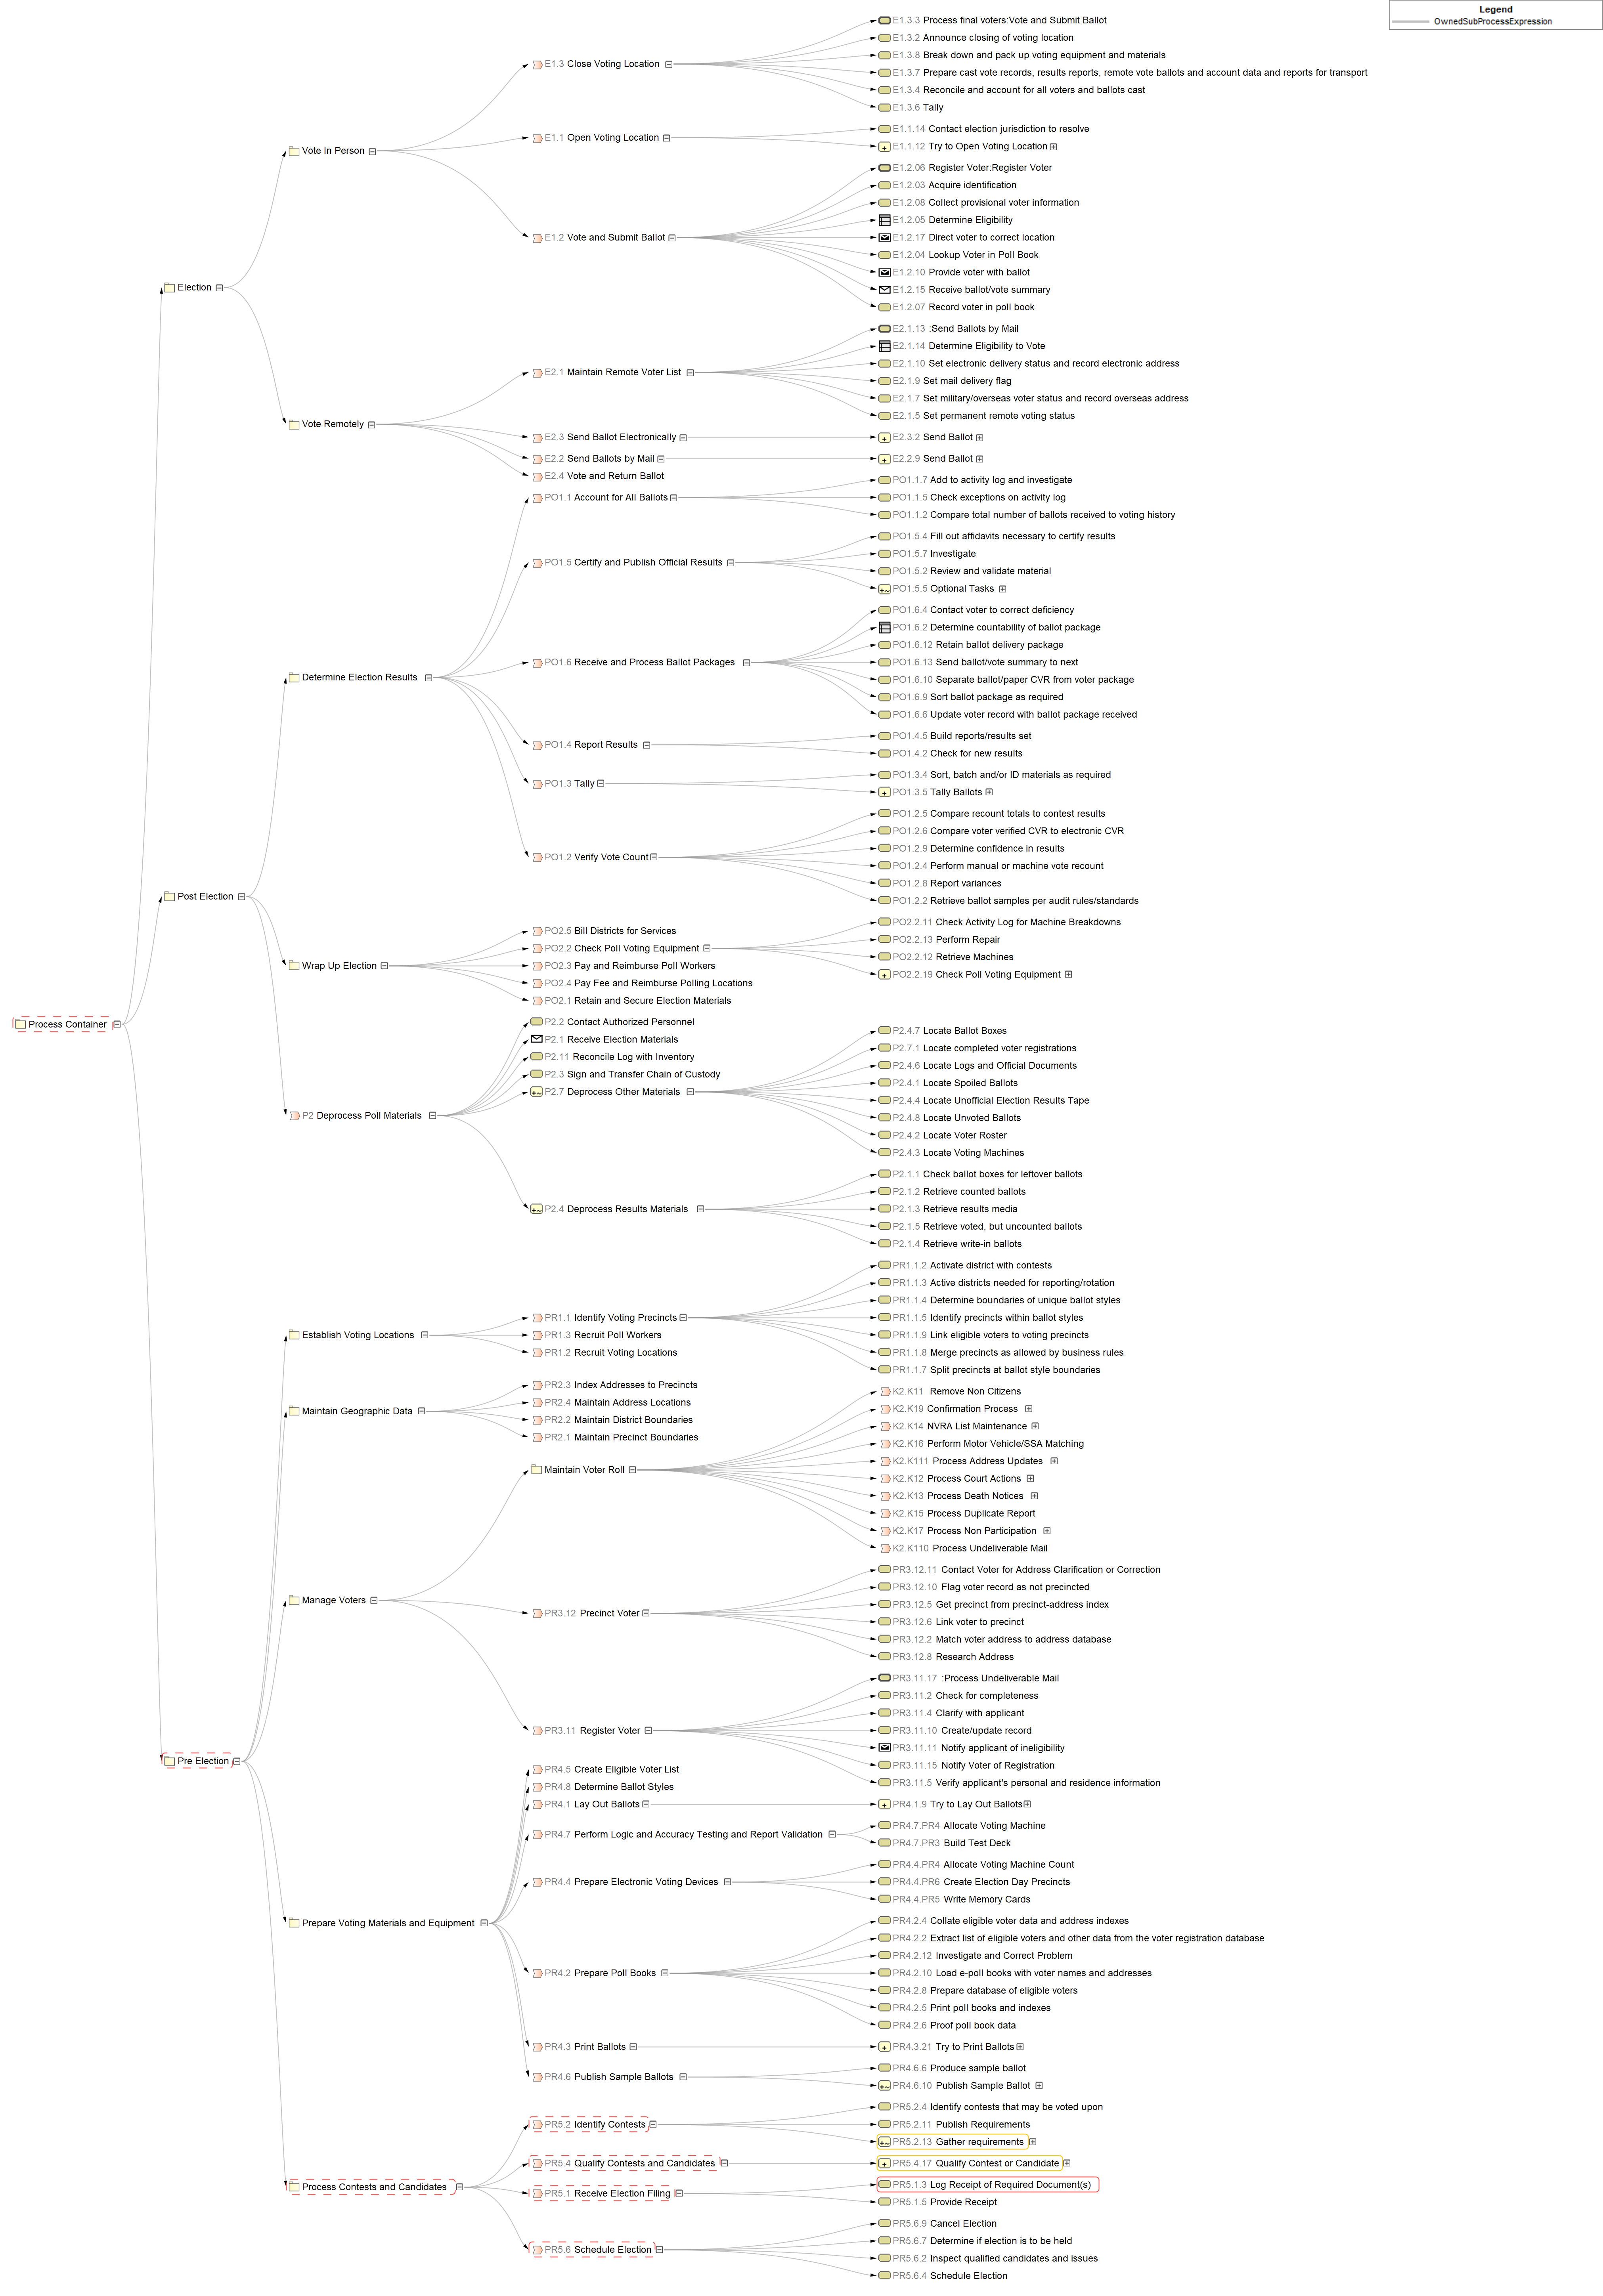 Legend
OwnedSubProcessExpression
Process Container
Election
Vote In Person
E1.3 Close Voting Location
E1.3.3 Process final voters:Vote and Submit Ballot
E1.3.2 Announce closing of voting location
E1.3.8 Break down and pack up voting equipment and materials
E1.3.7 Prepare cast vote records, results reports, remote vote ballots and account data and reports for transport
E1.3.4 Reconcile and account for all voters and ballots cast
E1.3.6 Tally
E1.1 Open Voting Location
E1.1.14 Contact election jurisdiction to resolve
E1.1.12 Try to Open Voting Location
E1.2 Vote and Submit Ballot
E1.2.06 Register Voter:Register Voter
E1.2.03 Acquire identification
E1.2.08 Collect provisional voter information
E1.2.05 Determine Eligibility
E1.2.17 Direct voter to correct location
E1.2.04 Lookup Voter in Poll Book
E1.2.10 Provide voter with ballot
E1.2.15 Receive ballot/vote summary
E1.2.07 Record voter in poll book
Vote Remotely
E2.1 Maintain Remote Voter List
E2.1.13 :Send Ballots by Mail
E2.1.14 Determine Eligibility to Vote
E2.1.10 Set electronic delivery status and record electronic address
E2.1.9 Set mail delivery flag
E2.1.7 Set military/overseas voter status and record overseas address
E2.1.5 Set permanent remote voting status
E2.3 Send Ballot Electronically
E2.3.2 Send Ballot
E2.2 Send Ballots by Mail
E2.2.9 Send Ballot
E2.4 Vote and Return Ballot
Post Election
Determine Election Results
PO1.1 Account for All Ballots
PO1.1.7 Add to activity log and investigate
PO1.1.5 Check exceptions on activity log
PO1.1.2 Compare total number of ballots received to voting history
PO1.5 Certify and Publish Official Results
PO1.5.4 Fill out affidavits necessary to certify results
PO1.5.7 Investigate
PO1.5.2 Review and validate material
PO1.5.5 Optional Tasks
PO1.6 Receive and Process Ballot Packages
PO1.6.4 Contact voter to correct deficiency
PO1.6.2 Determine countability of ballot package
PO1.6.12 Retain ballot delivery package
PO1.6.13 Send ballot/vote summary to next
PO1.6.10 Separate ballot/paper CVR from voter package
PO1.6.9 Sort ballot package as required
PO1.6.6 Update voter record with ballot package received
PO1.4 Report Results
PO1.4.5 Build reports/results set
PO1.4.2 Check for new results
PO1.3 Tally
PO1.3.4 Sort, batch and/or ID materials as required
PO1.3.5 Tally Ballots
PO1.2 Verify Vote Count
PO1.2.5 Compare recount totals to contest results
PO1.2.6 Compare voter verified CVR to electronic CVR
PO1.2.9 Determine confidence in results
PO1.2.4 Perform manual or machine vote recount
PO1.2.8 Report variances
PO1.2.2 Retrieve ballot samples per audit rules/standards
Wrap Up Election
PO2.5 Bill Districts for Services
PO2.2 Check Poll Voting Equipment
PO2.2.11 Check Activity Log for Machine Breakdowns
PO2.2.13 Perform Repair
PO2.2.12 Retrieve Machines
PO2.2.19 Check Poll Voting Equipment
PO2.3 Pay and Reimburse Poll Workers
PO2.4 Pay Fee and Reimburse Polling Locations
PO2.1 Retain and Secure Election Materials
P2 Deprocess Poll Materials
P2.2 Contact Authorized Personnel
P2.1 Receive Election Materials
P2.11 Reconcile Log with Inventory
P2.3 Sign and Transfer Chain of Custody
P2.7 Deprocess Other Materials
P2.4.7 Locate Ballot Boxes
P2.7.1 Locate completed voter registrations
P2.4.6 Locate Logs and Official Documents
P2.4.1 Locate Spoiled Ballots
P2.4.4 Locate Unofficial Election Results Tape
P2.4.8 Locate Unvoted Ballots
P2.4.2 Locate Voter Roster
P2.4.3 Locate Voting Machines
P2.4 Deprocess Results Materials
P2.1.1 Check ballot boxes for leftover ballots
P2.1.2 Retrieve counted ballots
P2.1.3 Retrieve results media
P2.1.5 Retrieve voted, but uncounted ballots
P2.1.4 Retrieve write-in ballots
Pre Election
Establish Voting Locations
PR1.1 Identify Voting Precincts
PR1.1.2 Activate district with contests
PR1.1.3 Active districts needed for reporting/rotation
PR1.1.4 Determine boundaries of unique ballot styles
PR1.1.5 Identify precincts within ballot styles
PR1.1.9 Link eligible voters to voting precincts
PR1.1.8 Merge precincts as allowed by business rules
PR1.1.7 Split precincts at ballot style boundaries
PR1.3 Recruit Poll Workers
PR1.2 Recruit Voting Locations
Maintain Geographic Data
PR2.3 Index Addresses to Precincts
PR2.4 Maintain Address Locations
PR2.2 Maintain District Boundaries
PR2.1 Maintain Precinct Boundaries
Manage Voters
Maintain Voter Roll
K2.K11 Remove Non Citizens
K2.K19 Confirmation Process
K2.K14 NVRA List Maintenance
K2.K16 Perform Motor Vehicle/SSA Matching
K2.K111 Process Address Updates
K2.K12 Process Court Actions
K2.K13 Process Death Notices
K2.K15 Process Duplicate Report
K2.K17 Process Non Participation
K2.K110 Process Undeliverable Mail
PR3.12 Precinct Voter
PR3.12.11 Contact Voter for Address Clarification or Correction
PR3.12.10 Flag voter record as not precincted
PR3.12.5 Get precinct from precinct-address index
PR3.12.6 Link voter to precinct
PR3.12.2 Match voter address to address database
PR3.12.8 Research Address
PR3.11 Register Voter
PR3.11.17 :Process Undeliverable Mail
PR3.11.2 Check for completeness
PR3.11.4 Clarify with applicant
PR3.11.10 Create/update record
PR3.11.11 Notify applicant of ineligibility
PR3.11.15 Notify Voter of Registration
PR3.11.5 Verify applicant's personal and residence information
Prepare Voting Materials and Equipment
PR4.5 Create Eligible Voter List
PR4.8 Determine Ballot Styles
PR4.1 Lay Out Ballots
PR4.1.9 Try to Lay Out Ballots
PR4.7 Perform Logic and Accuracy Testing and Report Validation
PR4.7.PR4 Allocate Voting Machine
PR4.7.PR3 Build Test Deck
PR4.4 Prepare Electronic Voting Devices
PR4.4.PR4 Allocate Voting Machine Count
PR4.4.PR6 Create Election Day Precincts
PR4.4.PR5 Write Memory Cards
PR4.2 Prepare Poll Books
PR4.2.4 Collate eligible voter data and address indexes
PR4.2.2 Extract list of eligible voters and other data from the voter registration database
PR4.2.12 Investigate and Correct Problem
PR4.2.10 Load e-poll books with voter names and addresses
PR4.2.8 Prepare database of eligible voters
PR4.2.5 Print poll books and indexes
PR4.2.6 Proof poll book data
PR4.3 Print Ballots
PR4.3.21 Try to Print Ballots
PR4.6 Publish Sample Ballots
PR4.6.6 Produce sample ballot
PR4.6.10 Publish Sample Ballot
Process Contests and Candidates
PR5.2 Identify Contests
PR5.2.4 Identify contests that may be voted upon
PR5.2.11 Publish Requirements
PR5.2.13 Gather requirements
PR5.4 Qualify Contests and Candidates
PR5.4.17 Qualify Contest or Candidate
PR5.1 Receive Election Filing
PR5.1.3 Log Receipt of Required Document(s)
PR5.1.5 Provide Receipt
PR5.6 Schedule Election
PR5.6.9 Cancel Election
PR5.6.7 Determine if election is to be held
PR5.6.2 Inspect qualified candidates and issues
PR5.6.4 Schedule Election